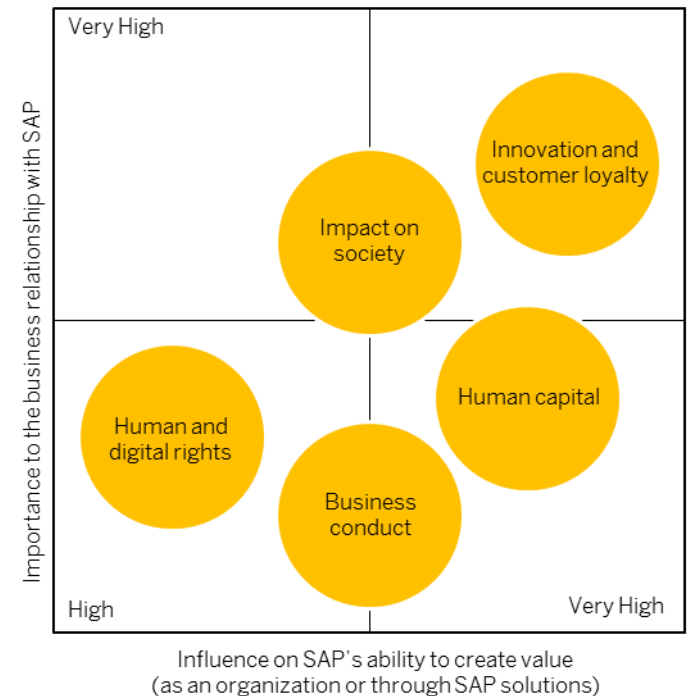 Very High
Importance to the business relationship with SAP
Innovation and
customer loyalty
Impact on
society
Human capital
Human and
digital rights
Business
conduct
High
Very High
Influence on SAP's ability to create value
(as an organization or through SAP solutions)